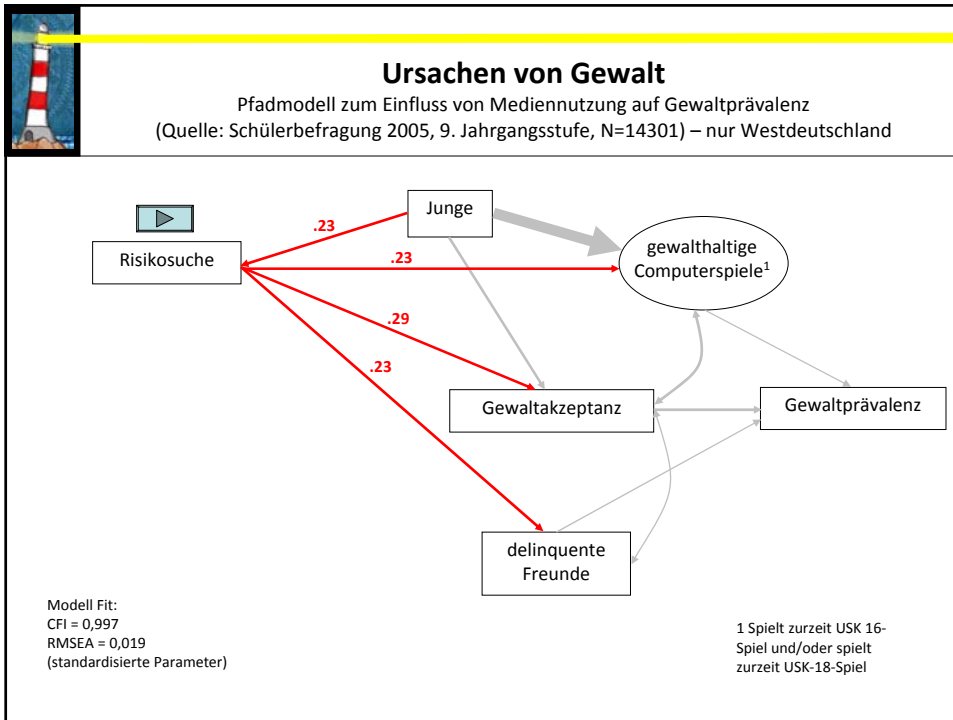 Ursachen von Gewalt
Pfadmodell zum Einfluss von Mediennutzung auf Gewaltprävalenz
(Quelle: Schülerbefragung 2005, 9. Jahrgangsstufe, N=14301) – nur Westdeutschland
Junge
.23
Risikosuche
.23
gewalthaltige
Computerspiele¹
.29
.23
Gewaltakzeptanz
Gewaltprävalenz
delinquente
Freunde
Modell Fit:
CFI = 0,997
RMSEA = 0,019
(standardisierte Parameter)
1 Spielt zurzeit USK 16-
Spiel und/oder spielt
zurzeit USK-18-Spiel